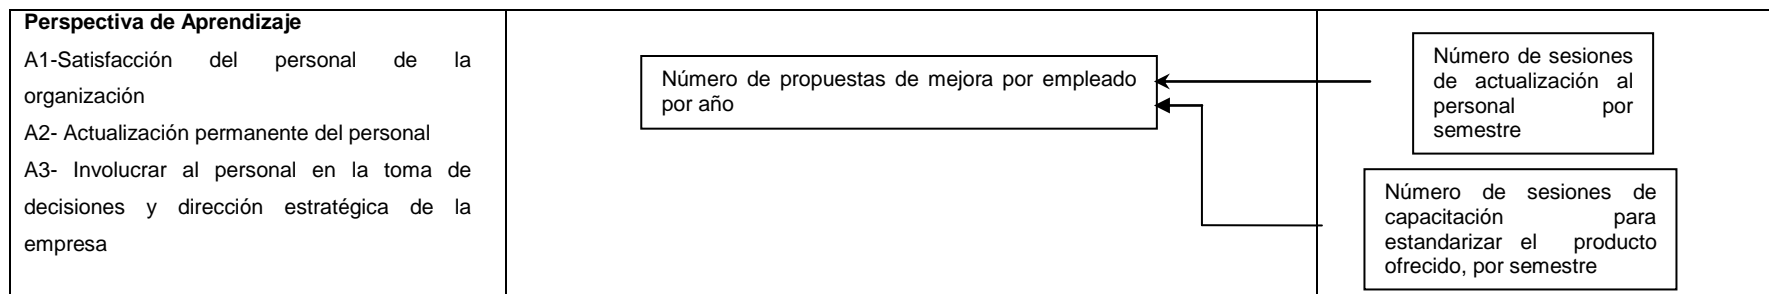 Perspectiva de Aprendizaje
A1-Satisfacción del personal de la
organización
A2- Actualización permanente del personal
A3- Involucrar al personal en la toma de
decisiones y dirección estratégica de la
empresa
Número de propuestas de mejora por empleado
por año
Número de sesiones
de actualización al
personal por
semestre
Número de sesiones de
capacitación para
estandarizar el producto
ofrecido, por semestre